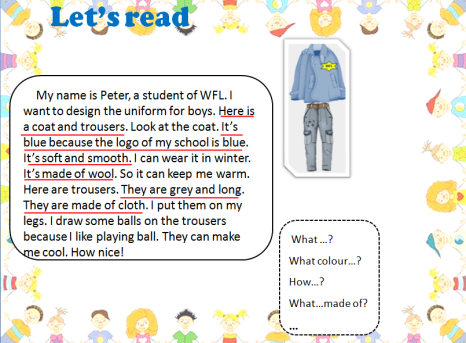 Let's read
My name is Peter, a student of WFL. I
want to design the uniform for boys. Here is
a coat and trousers. Look at the coat. It's
blue because the logo of my school is blue.
It's soft and smooth. I can wear it in winter.
It's made of wool. So it can keep me warm.
Here are trousers. They are grey and long.
They are made of cloth. I put them on my
legs. I draw some balls on the trousers
because I like playing ball. They can make
me cool. How nice!
What ...?
What colour...?
How...?
What...made of?
...